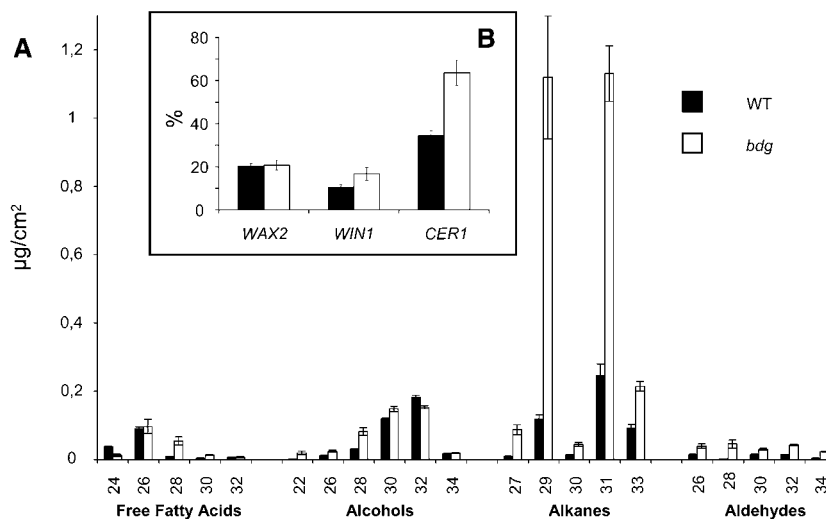 A
B
1,2
1
0,8
0,6
0,4
0,2
0
µg/cm²
80
60
40
20
0
%
WAX2 WIN1 CER1
WT
bdg
24 26 28 30 32 22 26 28 30 32 34 27 29 30 31 33 26 28 30 32 34
Free Fatty Acids Alcohols Alkanes Aldehydes